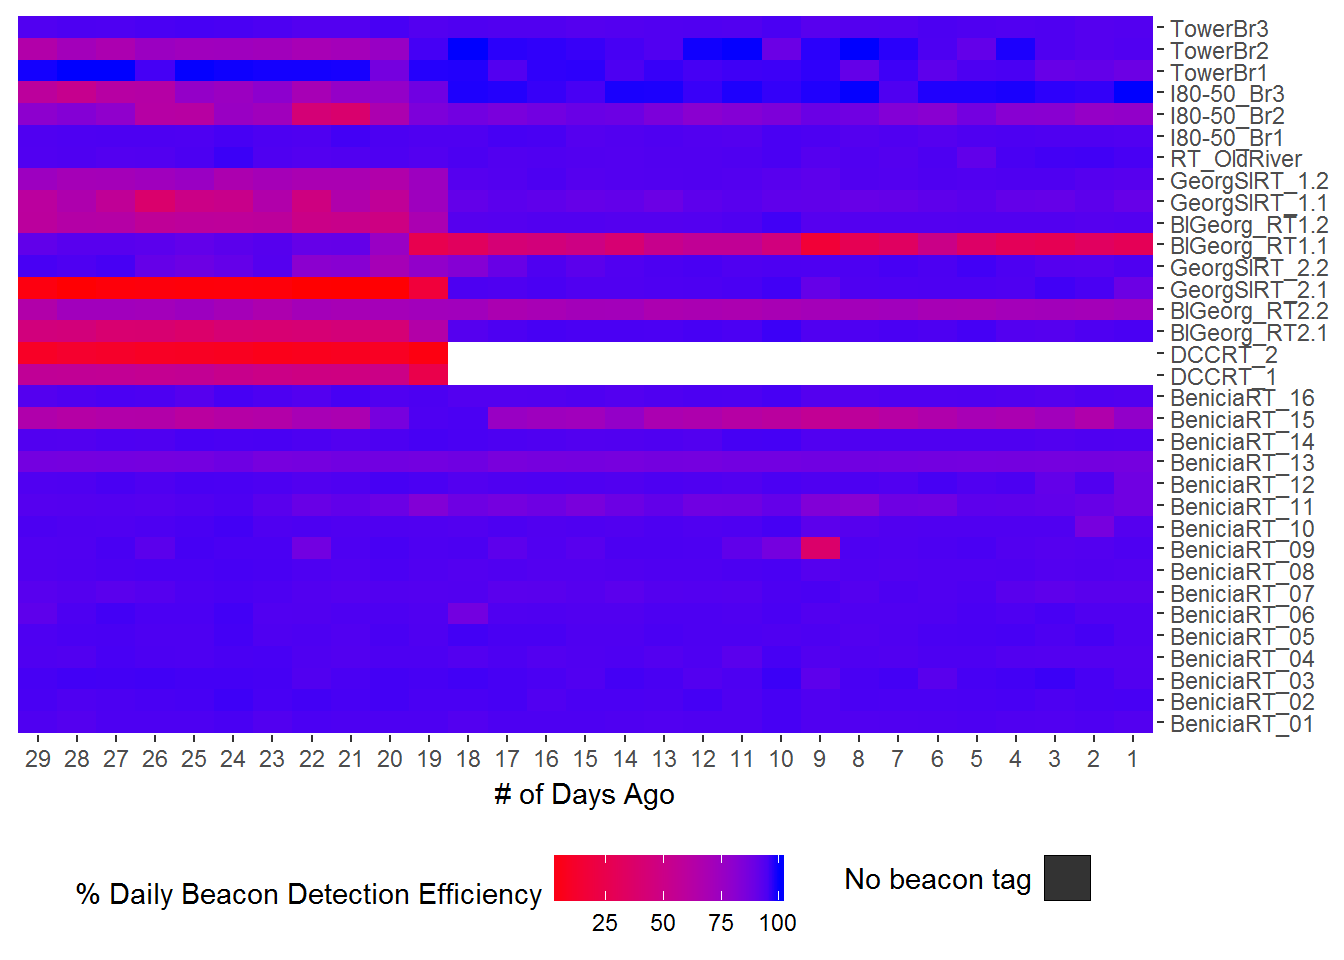 TowerBr3
TowerBr2
TowerBr1
I80-50_Br3
I80-50_Br2
I80-50_Br1
RT_OldRiver
GeorgSlRT_1.2
GeorgSlRT_1.1
BlGeorg_RT1.2
BlGeorg_RT1.1
GeorgSlRT_2.2
GeorgSlRT_2.1
BlGeorg_RT2.2
BlGeorg_RT2.1
DCCRT_2
DCCRT_1
BeniciaRT_16
BeniciaRT_15
BeniciaRT_14
BeniciaRT_13
BeniciaRT_12
BeniciaRT_11
BeniciaRT_10
BeniciaRT_09
BeniciaRT_08
BeniciaRT_07
BeniciaRT_06
BeniciaRT_05
BeniciaRT_04
BeniciaRT_03
BeniciaRT_02
BeniciaRT_01
29 28 27 26 25 24 23 22 21 20 19 18 17 16 15 14 13 12 11 10 9 8 7 6 5 4 3 2 1
# of Days Ago
% Daily Beacon Detection Efficiency
25 50 75 100
No beacon tag